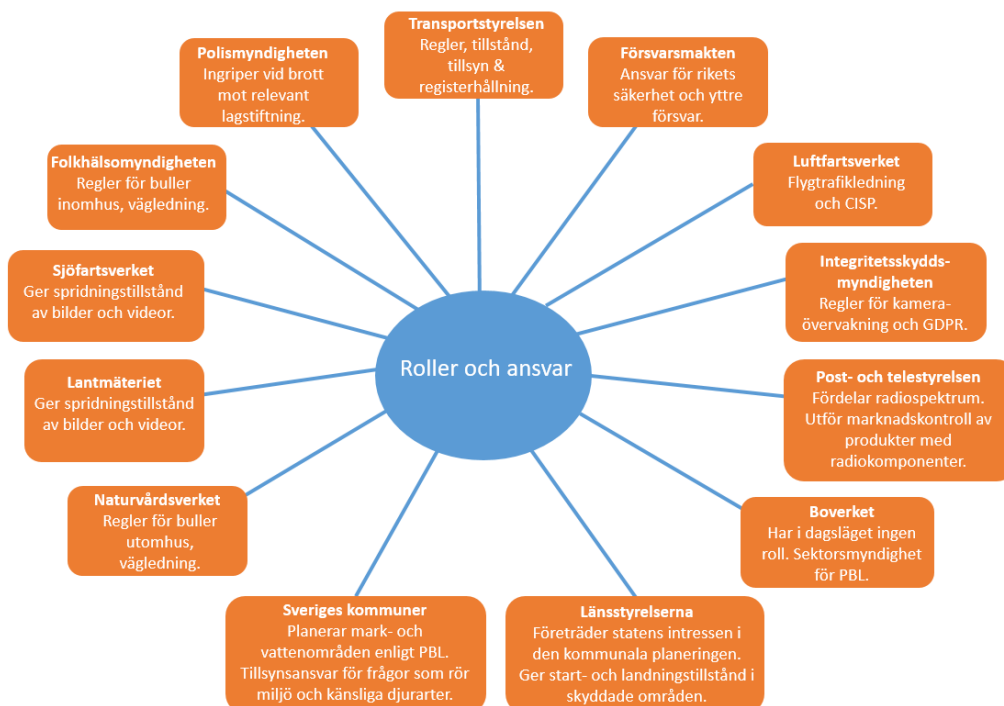 Transportstyrelsen
Regler, tillstånd,
tillsyn &
registerhållning.
Försvarsmakten
Ansvar för rikets
säkerhet och yttre
försvar.
Luftfartsverket
Flygtrafikledning
och CISP.
Integritetsskydds-
myndigheten
Regler för kamera-
övervakning och GDPR.
Post- och telestyrelsen
Fördelar radiospektrum.
Utför marknadskontroll av
produkter med
radiokomponenter.
Boverket
Har i dagsläget ingen
roll. Sektorsmyndighet
för PBL.
Länsstyrelserna
Företräder statens intressen i
den kommunala planeringen.
Ger start- och landningstillstånd i
skyddade områden.
Sveriges kommuner
Planerar mark- och
vattenområden enligt PBL.
Tillsynsansvar för frågor som rör
miljö och känsliga djurarter.
Naturvårdsverket
Regler för buller
utomhus,
vägledning.
Lantmäteriet
Ger spridningstillstånd
av bilder och videor.
Sjöfartsverket
Ger spridningstillstånd
av bilder och videor.
Folkhälsomyndigheten
Regler för buller
inomhus, vägledning.
Polismyndigheten
Ingriper vid brott
mot relevant
lagstiftning.
Roller och ansvar